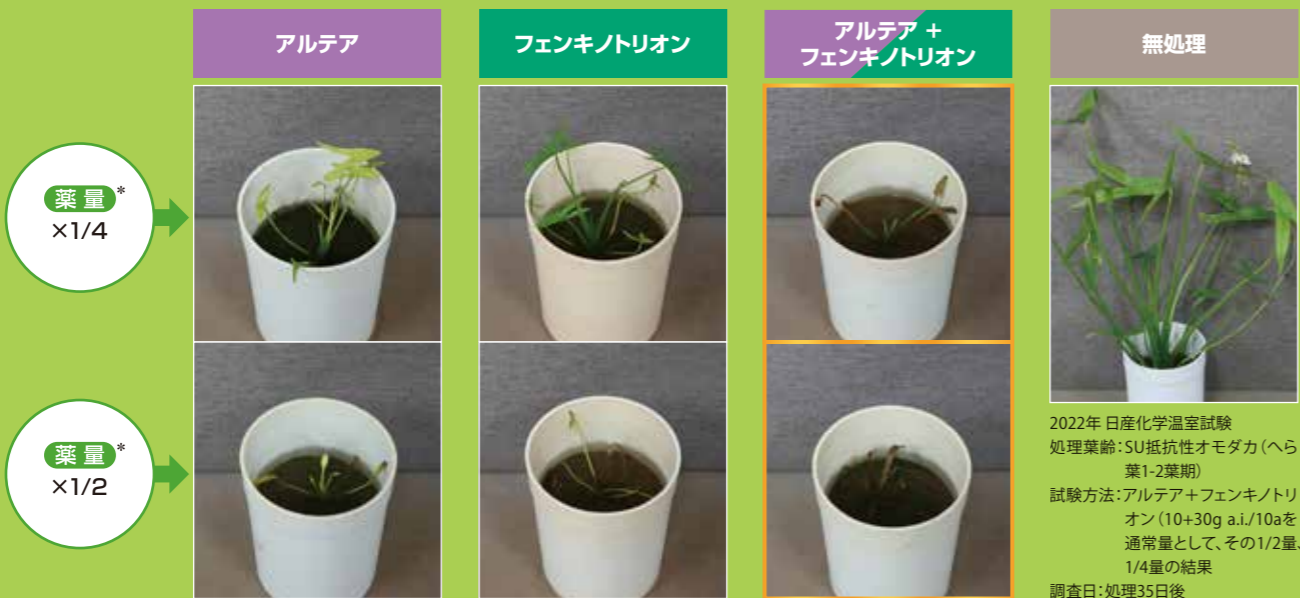 アルテア
フェンキノトリオン
アルテア +
フェンキノトリオン
無処理
薬量*
×1/4
薬量*
×1/2
2022年 日産化学温室試験
処理葉齢:SU抵抗性オモダカ(へら
葉1-2葉期)
試験方法:アルテア+フェンキノトリ
オン(10+30g a.i./10aを
通常量として、その1/2量、
1/4量の結果
調査日:処理35日後